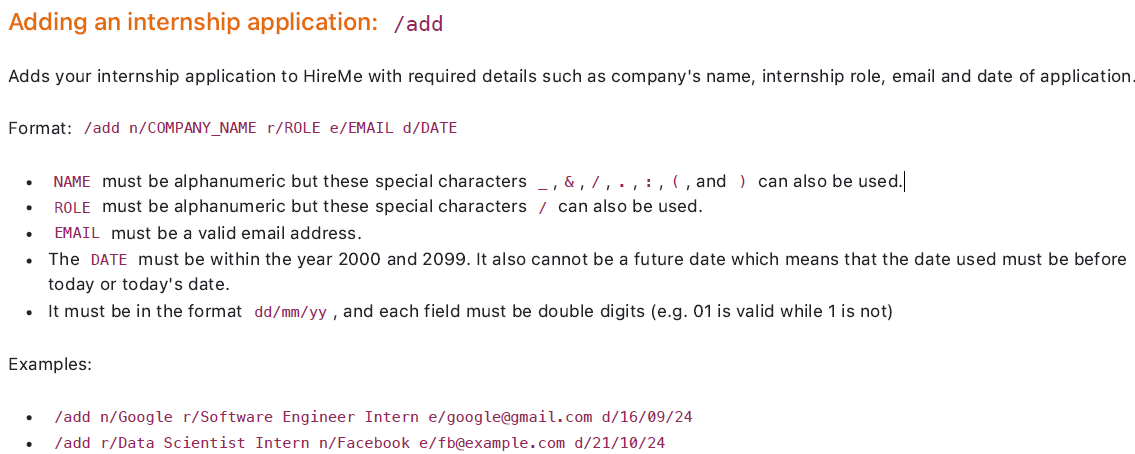 Adding an internship application: /add
Adds your internship application to HireMe with required details such as company's name, internship role, email and date of application.
Format: /add n/COMPANY_NAME r/ROLE e/EMAIL d/DATE
• NAME must be alphanumeric but these special characters _ , & , / , . , : , ( , and ) can also be used.
• ROLE must be alphanumeric but these special characters / can also be used.
• EMAIL must be a valid email address.
• The DATE must be within the year 2000 and 2099. It also cannot be a future date which means that the date used must be before
today or today's date.
• It must be in the format dd/mm/yy , and each field must be double digits (e.g. 01 is valid while 1 is not)
Examples:
• /add n/Google r/Software Engineer Intern e/google@gmail.com d/16/09/24
• /add r/Data Scientist Intern n/Facebook e/fb@example.com d/21/10/24